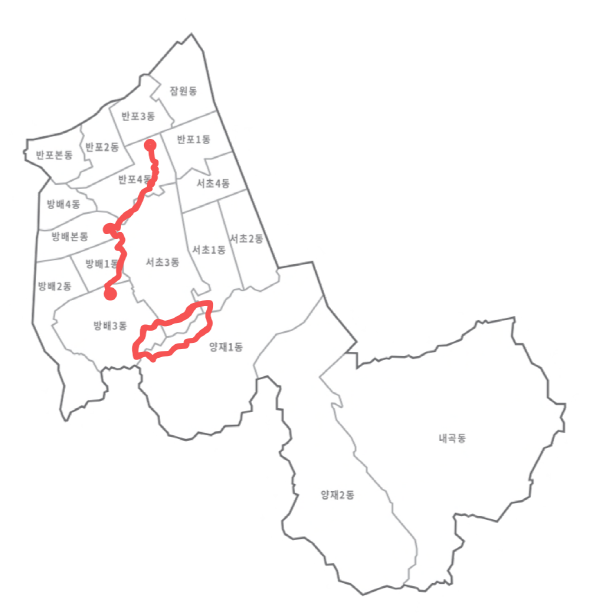 잠원동
반포3동
반포1동
반포2동
반포본동
반포4동
서초4동
방배4동
방배본동
서초2동
서초1동
방배1동
서초3동
방배2동
방배3동
양재1동
내곡동
양재2동